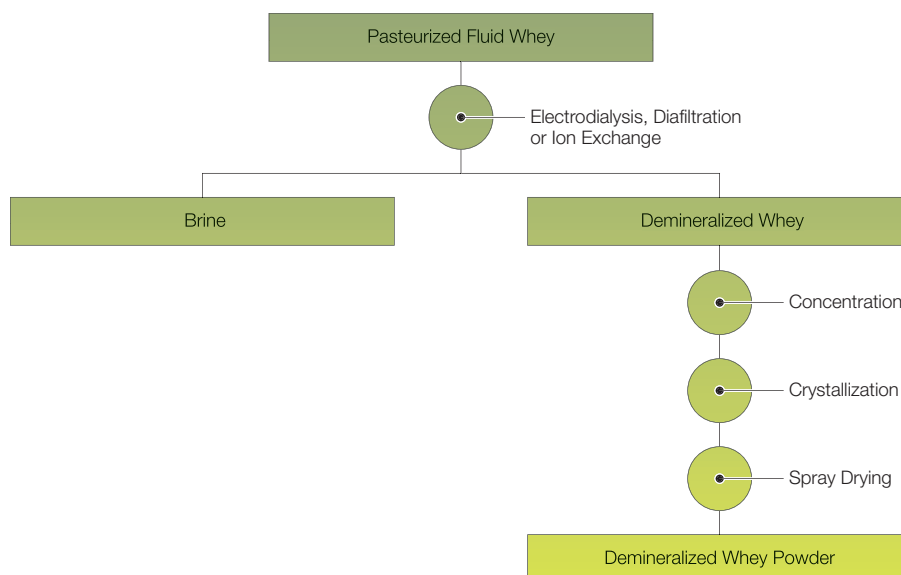 Pasteurized Fluid Whey
Electrodialysis, Diafiltration
or Ion Exchange
Brine
Demineralized Whey
Concentration
Crystallization
Spray Drying
Demineralized Whey Powder